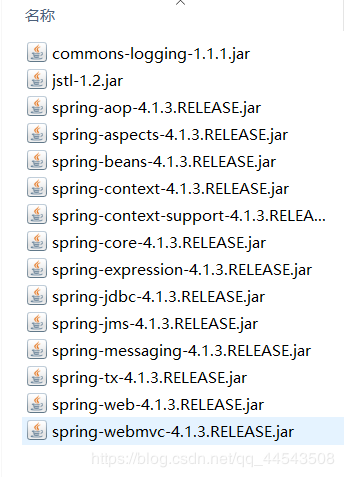 名称
commons-logging-1.1.1.jar
jstl-1.2.jar
spring-aop-4.1.3.RELEASE.jar
spring-aspects-4.1.3.RELEASE.jar
spring-beans-4.1.3.RELEASE.jar
spring-context-4.1.3.RELEASE.jar
spring-context-support-4.1.3.RELEA...
spring-core-4.1.3.RELEASE.jar
spring-expression-4.1.3.RELEASE.jar
spring-jdbc-4.1.3.RELEASE.jar
spring-jms-4.1.3.RELEASE.jar
spring-messaging-4.1.3.RELEASE.jar
spring-tx-4.1.3.RELEASE.jar
spring-web-4.1.3.RELEASE.jar
spring-webmvc-4.1.3.RELEASE.jar
https://blog.csdn.net/qq_44543508